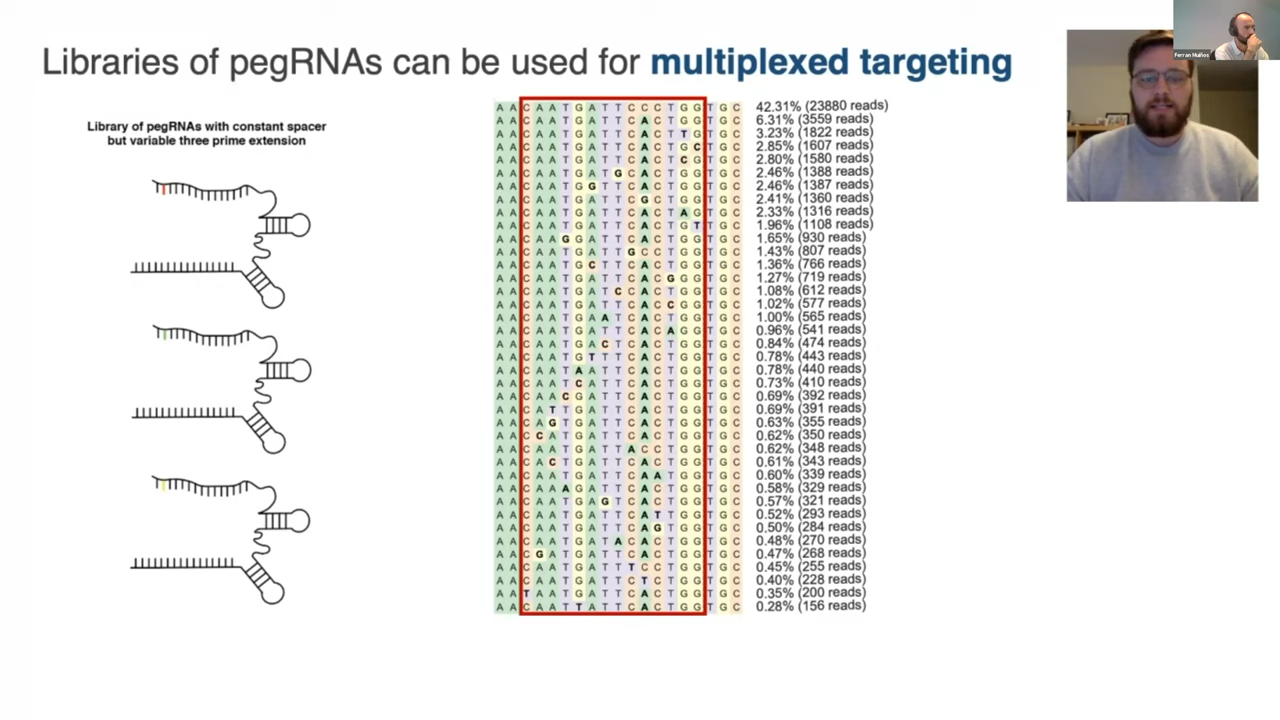 Libraries of pegRNAs can be used for multiplexed targeting
Ferran Muiños
Library of pegRNAs with constant spacer
but variable three prime extension
A A C A A T G A T T C C C T G G T G C 42.31% (23880 reads)
A A C A A T G A T T C A C T G G T G C 6.31% (3559 reads)
A A C A A T G A T T C A C T T G T G C 3.23% (1822 reads)
A A C A A T G A T T C A C T G C T G C 2.85% (1607 reads)
A A C A A T G A T T C A C T C G T G C 2.80% (1580 reads)
A A C A A T G A T G C A C T G G T G C 2.46% (1388 reads)
A A C A A T G G T T C A C T G G T G C 2.46% (1387 reads)
A A C A A T G A T T C G C T G G T G C 2.41% (1360 reads)
A A C A A T G A T T C A C T A G T G C 2.33% (1316 reads)
A A C A A T G A T T C A C T G T T G C 1.96% (1108 reads)
A A C A A G G A T T C A C T G G T G C 1.65% (930 reads)
A A C A A T G A T T G C C T G G T G C 1.43% (807 reads)
A A C A A T G C T T C A C T G G T G C 1.36% (766 reads)
A A C A A T G A T T C A C G G G T G C 1.27% (719 reads)
A A C A A T G A T C C A C T G G T G C 1.08% (612 reads)
A A C A A T G A T T C A C C G G T G C 1.02% (577 reads)
A A C A A T G A A T C A C T G G T G C 1.00% (565 reads)
A A C A A T G A T T C A C A G G T G C 0.96% (541 reads)
A A C A A T G A C T C A C T G G T G C 0.84% (474 reads)
A A C A A T G T T T C A C T G G T G C 0.78% (443 reads)
A A C A A T A A T T C A C T G G T G C 0.78% (440 reads)
A A C A A T C A T T C A C T G G T G C 0.73% (410 reads)
A A C A A C G A T T C A C T G G T G C 0.69% (392 reads)
A A C A T T G A T T C A C T G G T G C 0.69% (391 reads)
A A C A G T G A T T C A C T G G T G C 0.63% (355 reads)
A A C C A T G A T T C A C T G G T G C 0.62% (350 reads)
A A C A A T G A T T A C C T G G T G C 0.62% (348 reads)
A A C A C T G A T T C A C T G G T G C 0.61% (343 reads)
A A C A A T G A T T C A A T G G T G C 0.60% (339 reads)
A A C A A A G A T T C A C T G G T G C 0.58% (329 reads)
A A C A A T G A G T C A C T G G T G C 0.57% (321 reads)
A A C A A T G A T T C A T T G G T G C 0.52% (293 reads)
A A C A A T G A T T C A G T G G T G C 0.50% (284 reads)
A A C A A T G A T A C A C T G G T G C 0.48% (270 reads)
A A C G A T G A T T C A C T G G T G C 0.47% (268 reads)
A A C A A T G A T T T C C T G G T G C 0.45% (255 reads)
A A C A A T G A T T C T C T G G T G C 0.40% (228 reads)
A A T A A T G A T T C A C T G G T G C 0.35% (200 reads)
A A C A A T T A T T C A C T G G T G C 0.28% (156 reads)